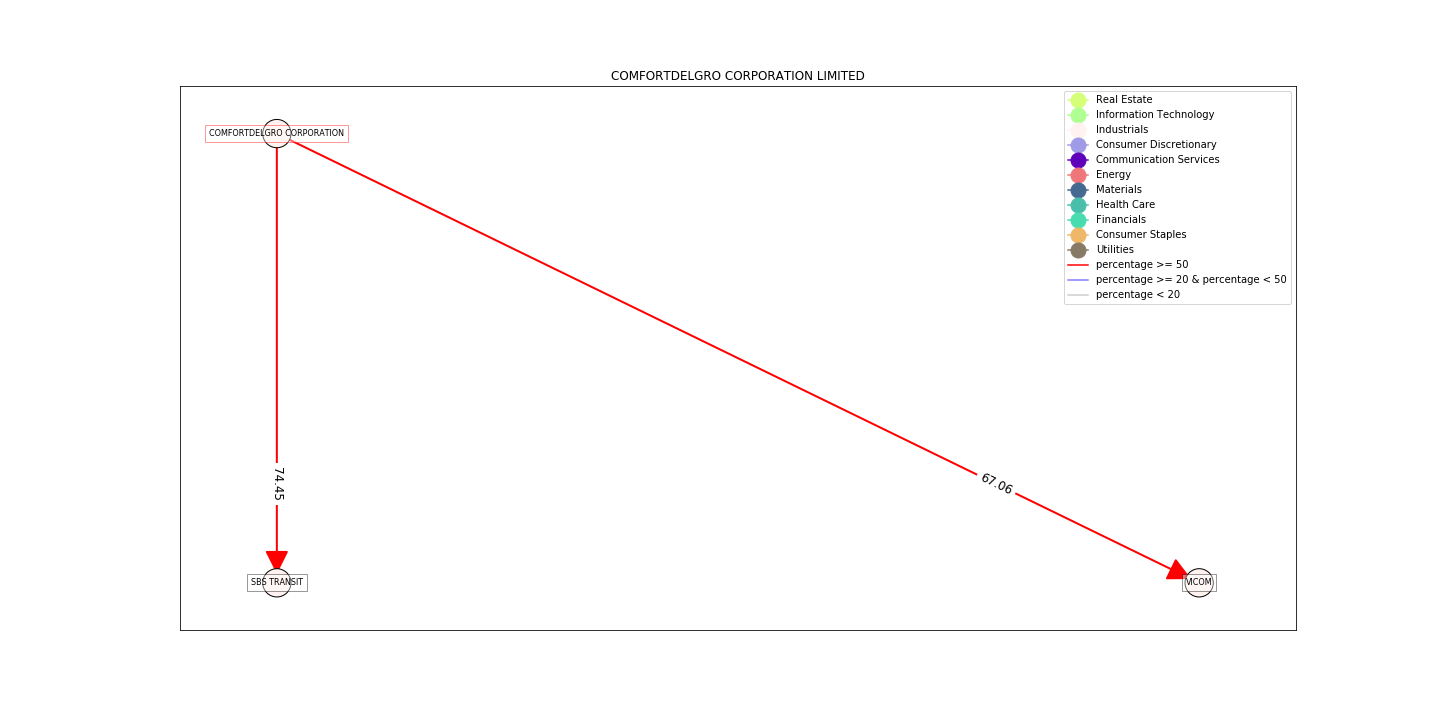 COMFORTDELGRO CORPORATION LIMITED
COMFORTDELGRO CORPORATION
Real Estate
Information Technology
Industrials
Consumer Discretionary
Communication Services
Energy
Materials
Health Care
Financials
Consumer Staples
Utilities
percentage >= 50
percentage >= 20 & percentage < 50
percentage < 20
74.45
67.06
SBS TRANSIT
VICOM